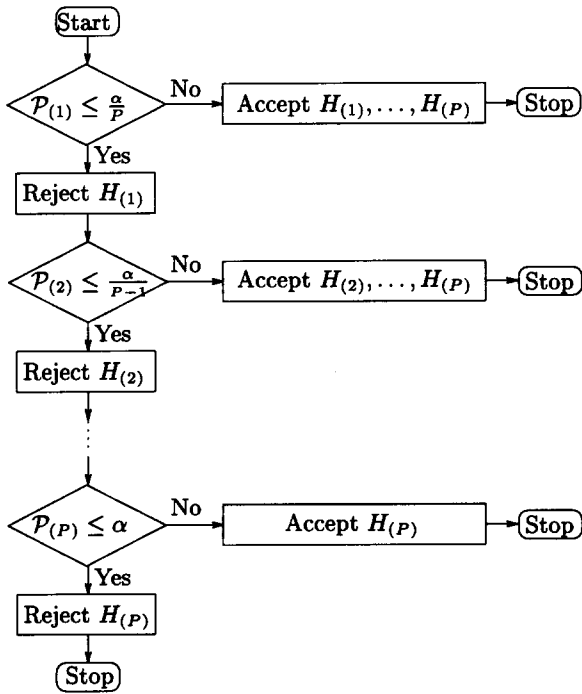 Start
𝒫₍₁₎ ≤ α/P
No
Accept H₍₁₎, . . . , H₍P₎
Stop
Yes
Reject H₍₁₎
𝒫₍₂₎ ≤ α/(P−1)
No
Accept H₍₂₎, . . . , H₍P₎
Stop
Yes
Reject H₍₂₎
⋮
𝒫₍P₎ ≤ α
No
Accept H₍P₎
Stop
Yes
Reject H₍P₎
Stop